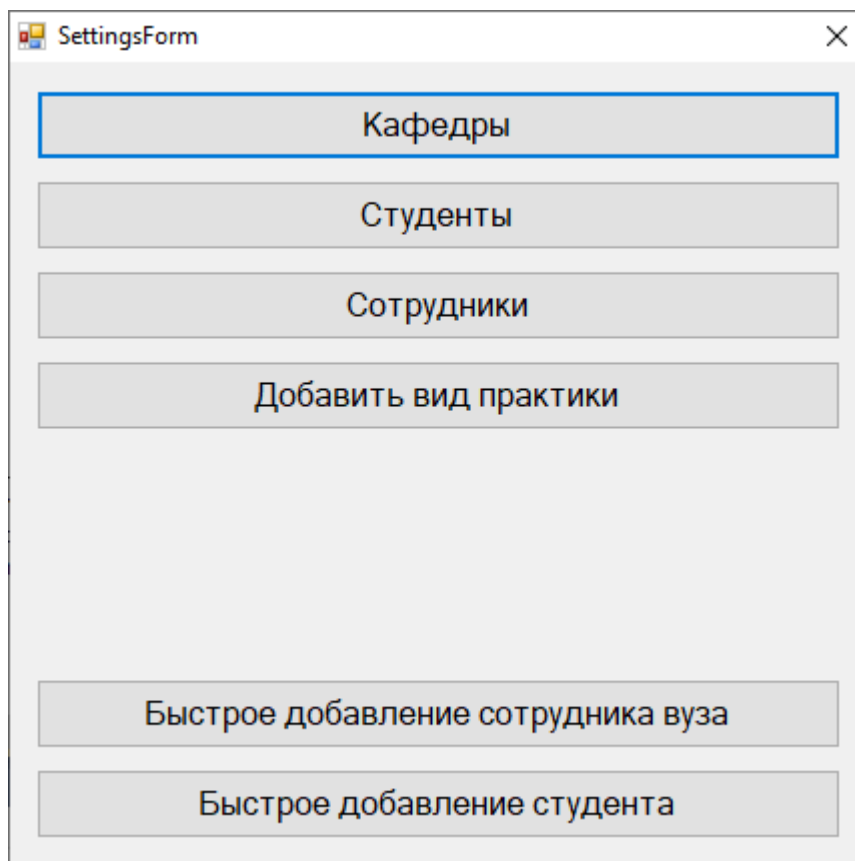 SettingsForm
Кафедры
Студенты
Сотрудники
Добавить вид практики
Быстрое добавление сотрудника вуза
Быстрое добавление студента